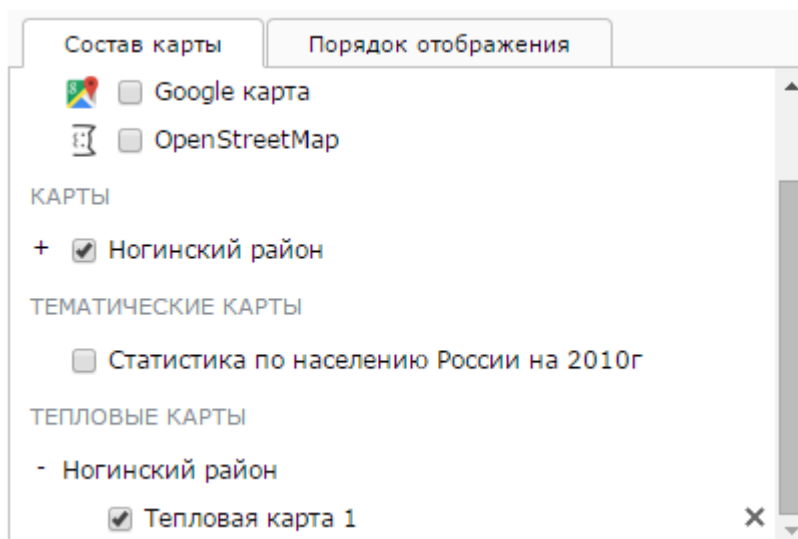 Состав карты
Порядок отображения
Google карта
OpenStreetMap
КАРТЫ
+ Ногинский район
ТЕМАТИЧЕСКИЕ КАРТЫ
Статистика по населению России на 2010г
ТЕПЛОВЫЕ КАРТЫ
- Ногинский район
Тепловая карта 1